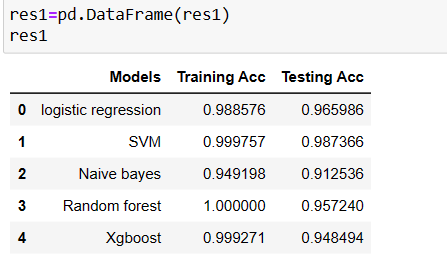 res1=pd.DataFrame(res1)
res1
Models Training Acc Testing Acc
0 logistic regression 0.988576 0.965986
1 SVM 0.999757 0.987366
2 Naive bayes 0.949198 0.912536
3 Random forest 1.000000 0.957240
4 Xgboost 0.999271 0.948494